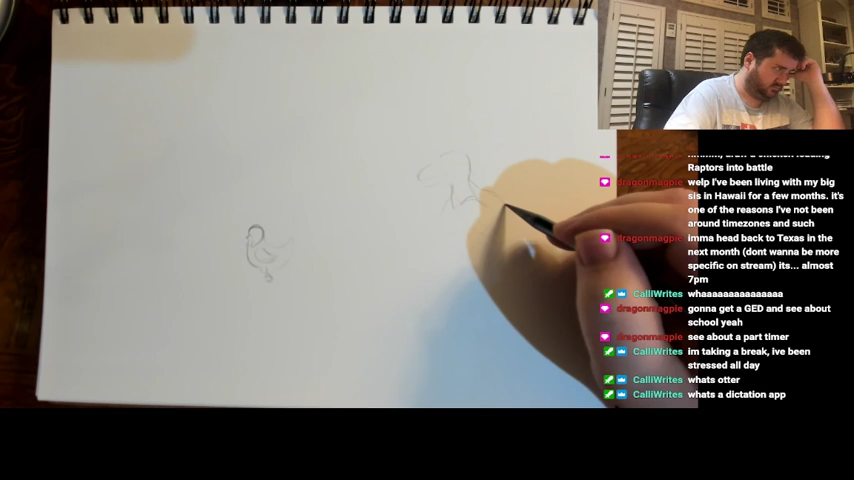 Raptors into battle
dragonmagpie welp I've been living with my big
sis in Hawaii for a few months. it's
one of the reasons I've not been
around timezones and such
dragonmagpie imma head back to Texas in the
next month (dont wanna be more
specific on stream) its... almost
7pm
CalliWrites whaaaaaaaaaaaaaa
dragonmagpie gonna get a GED and see about
school yeah
dragonmagpie see about a part timer
CalliWrites im taking a break, ive been
stressed all day
CalliWrites whats otter
CalliWrites whats a dictation app